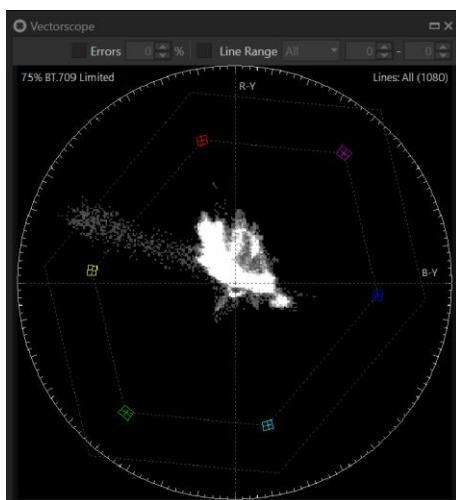 Vectorscope
Errors 0 % Line Range All 0 - 0
75% BT.709 Limited Lines: All (1080)
R-Y
B-Y